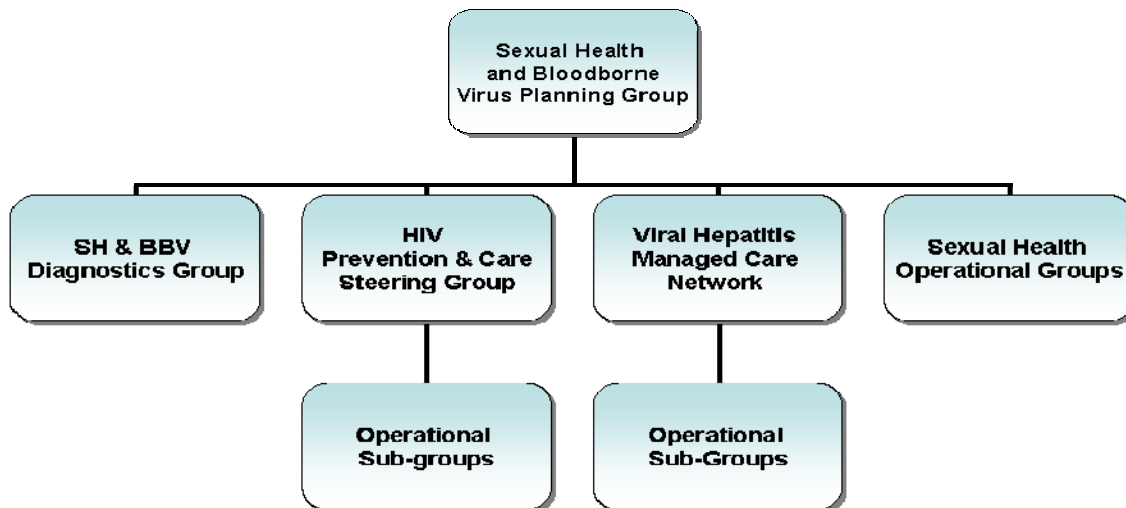 Sexual Health
and Bloodborne
Virus Planning Group
SH & BBV
Diagnostics Group
HIV
Prevention & Care
Steering Group
Viral Hepatitis
Managed Care
Network
Sexual Health
Operational Groups
Operational
Sub-groups
Operational
Sub-Groups